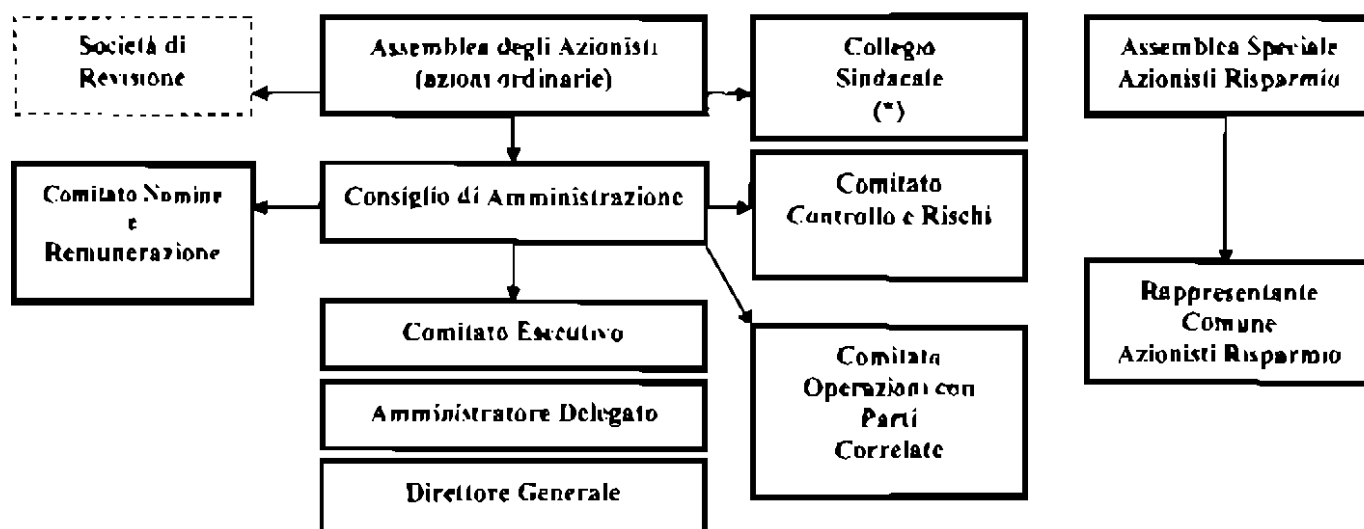 Società di
Revisione
Assemblea degli Azionisti
(azioni ordinarie)
Collegio
Sindacale
(*)
Assemblea Speciale
Azionisti Risparmio
Comitato Nomine
e
Remunerazione
Consiglio di Amministrazione
Comitato
Controllo e Rischi
Comitato Esecutivo
Amministratore Delegato
Direttore Generale
Comitato
Operazioni con
Parti
Correlate
Rappresentante
Comune
Azionisti Risparmio